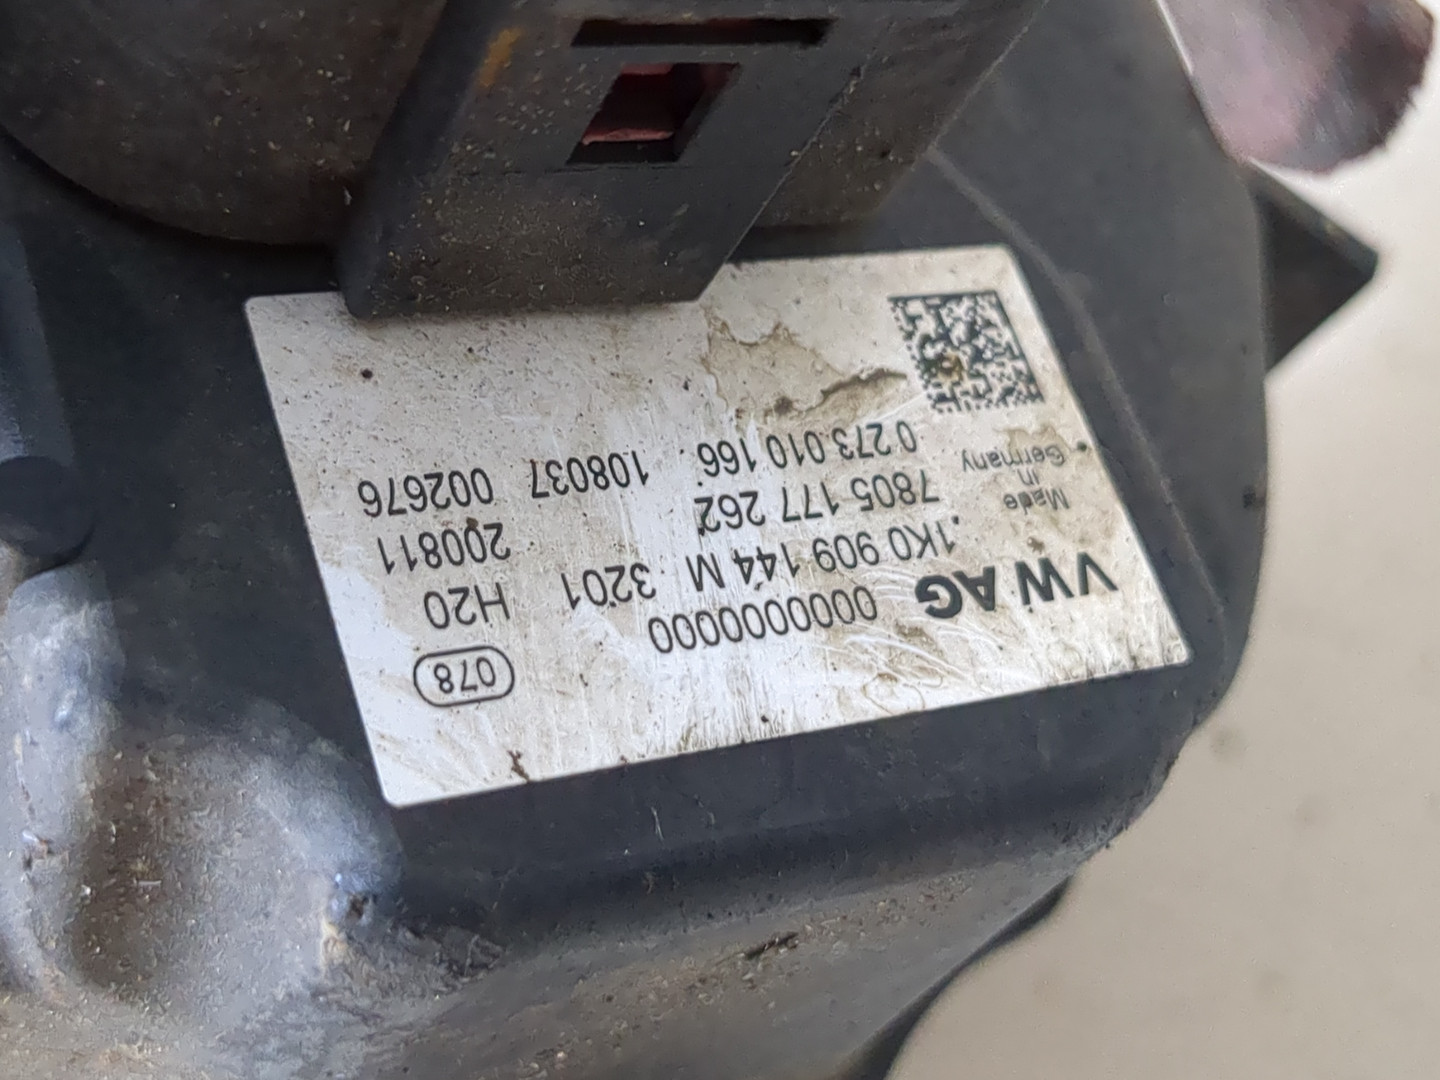 VW AG 000000000 078
1K0 909 144 M 3201 H20
7805 177 262 200811
0 273 010 166 108037 002676
Made
in
Germany